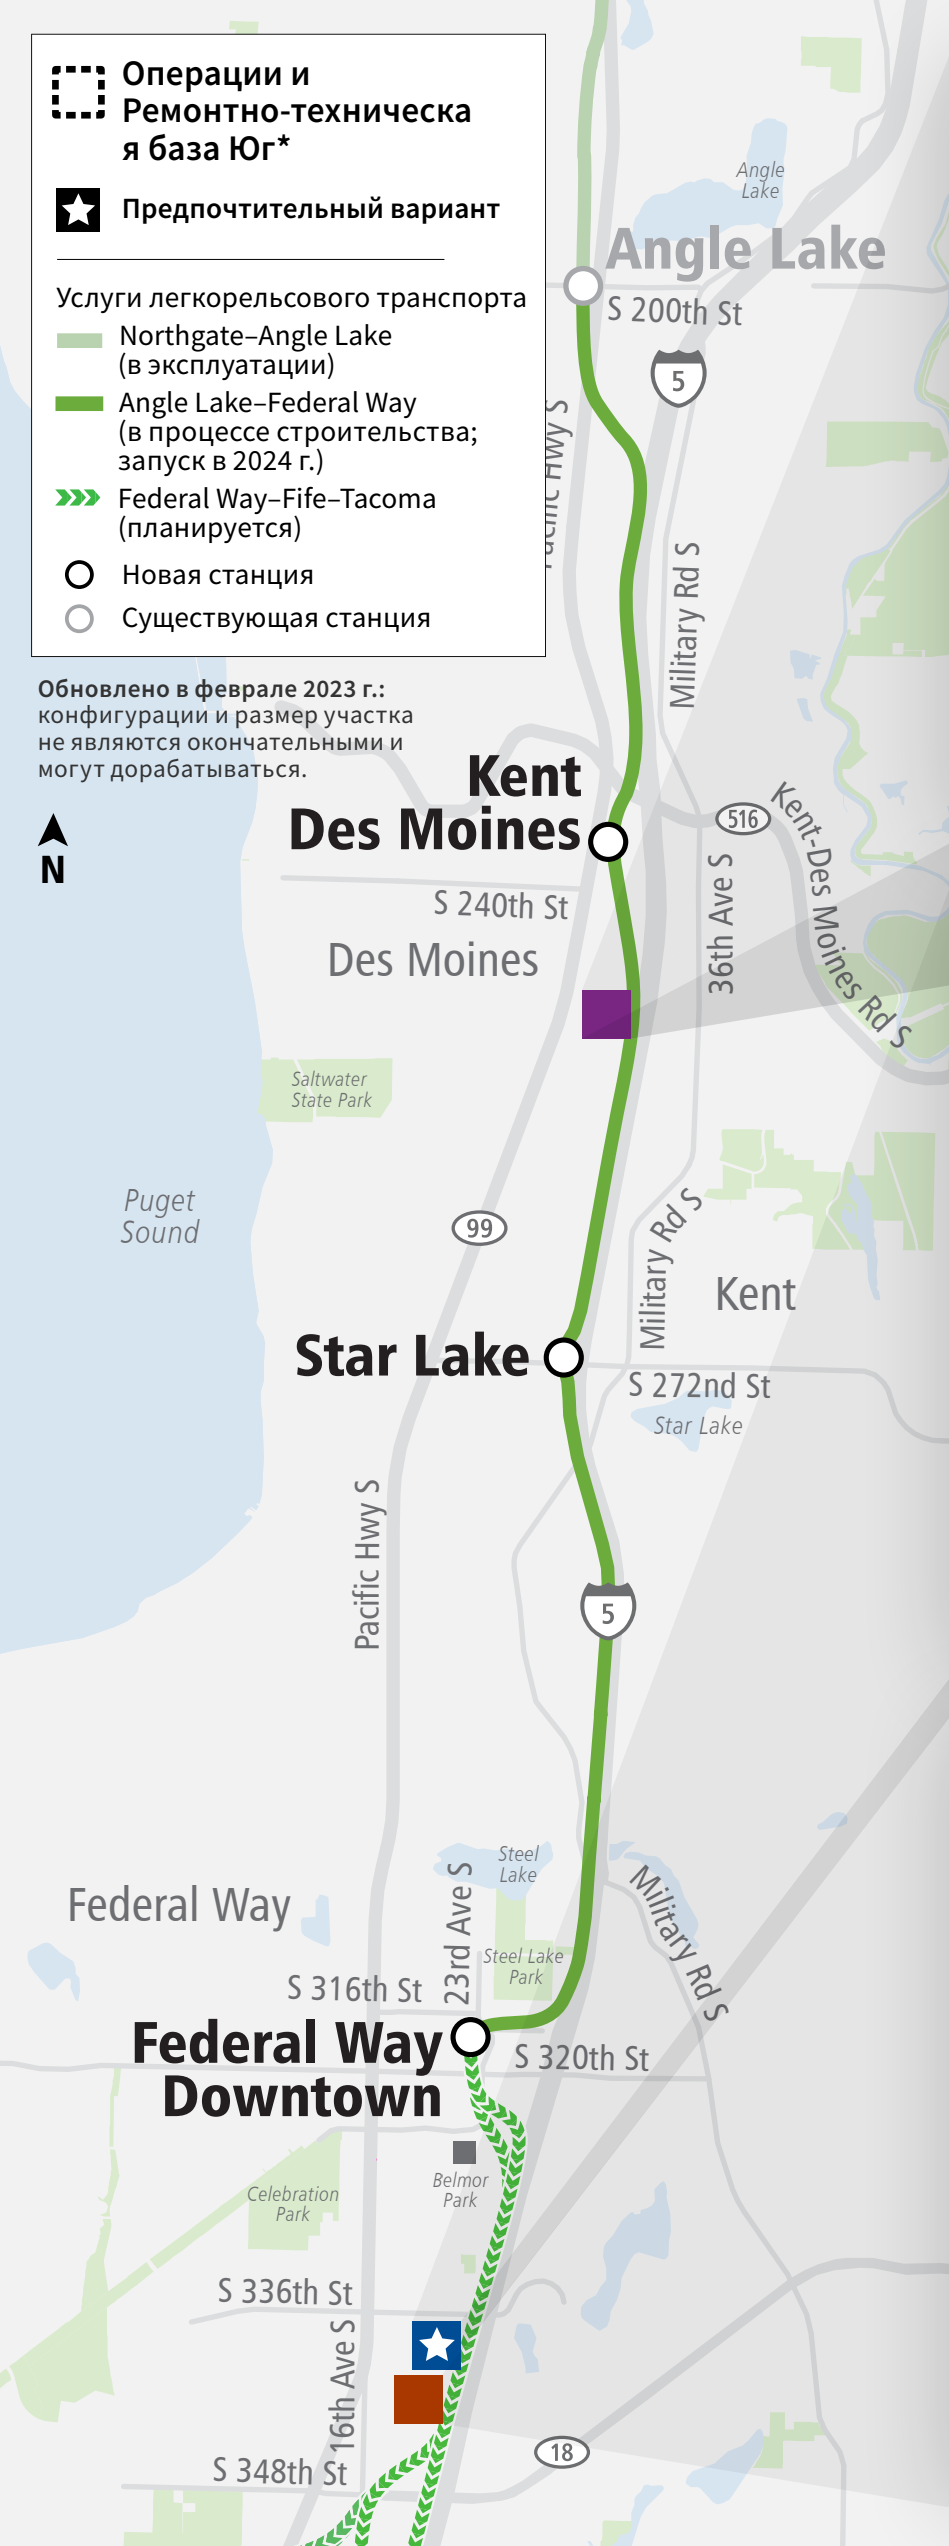 Операции и
Ремонтно-техническа
я база Юг*
Предпочтительный вариант
Услуги легкорельсового транспорта
Northgate–Angle Lake
(в эксплуатации)
Angle Lake–Federal Way
(в процессе строительства;
запуск в 2024 г.)
Federal Way–Fife–Tacoma
(планируется)
Новая станция
Существующая станция
Обновлено в феврале 2023 г.:
конфигурации и размер участка
не являются окончательными и
могут дорабатываться.
N
Angle
Lake
Angle Lake
S 200th St
5
Pacific Hwy S
Military Rd S
Kent
Des Moines
516
Kent-Des Moines Rd S
S 240th St
36th Ave S
Des Moines
Saltwater
State Park
Puget
Sound
99
Military Rd S
Kent
Star Lake
S 272nd St
Star Lake
Pacific Hwy S
5
Steel
Lake
23rd Ave S
Military Rd S
Federal Way
Steel Lake
Park
S 316th St
Federal Way
Downtown
S 320th St
Belmor
Park
Celebration
Park
S 336th St
16th Ave S
18
S 348th St